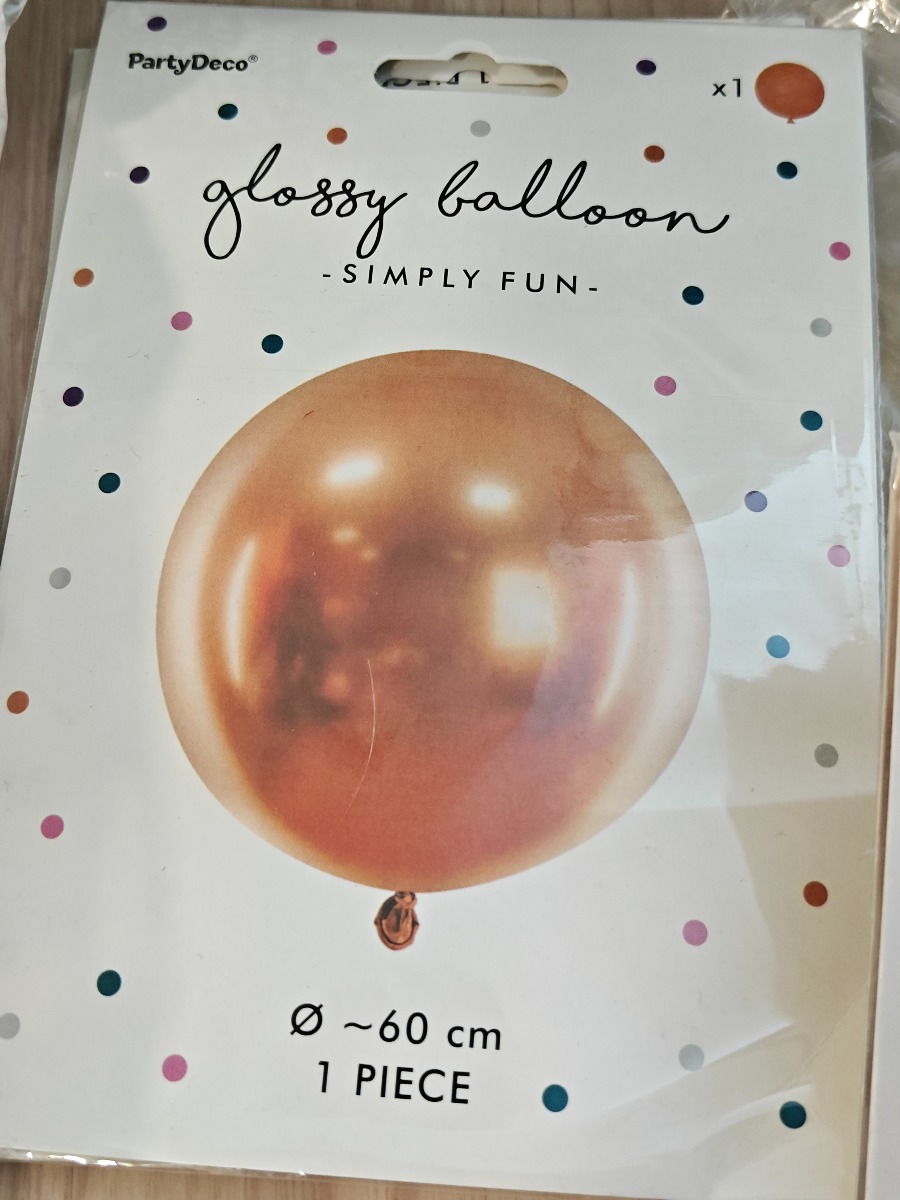 PartyDeco®
x1
glossy balloon
-SIMPLY FUN-
Ø ~60 cm
1 PIECE